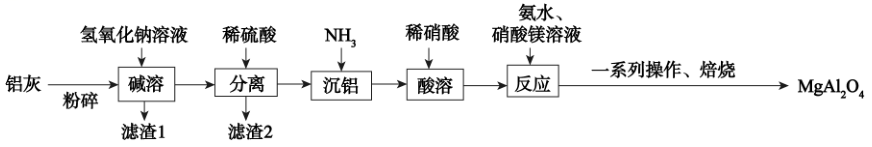 氢氧化钠溶液
稀硫酸
NH₃
稀硝酸
氨水、
硝酸镁溶液
铝灰
粉碎
碱溶
分离
沉铝
酸溶
反应
一系列操作、焙烧
MgAl₂O₄
滤渣1
滤渣2